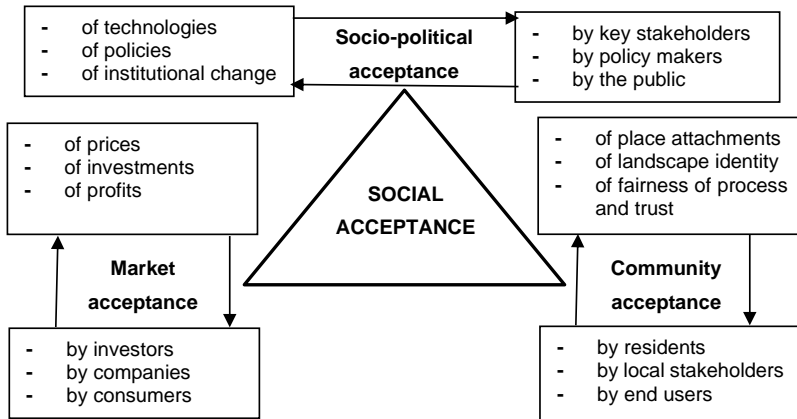 - of technologies
- of policies
- of institutional change
Socio-political
acceptance
- by key stakeholders
- by policy makers
- by the public
- of prices
- of investments
- of profits
SOCIAL
ACCEPTANCE
- of place attachments
- of landscape identity
- of fairness of process
and trust
Market
acceptance
Community
acceptance
- by investors
- by companies
- by consumers
- by residents
- by local stakeholders
- by end users